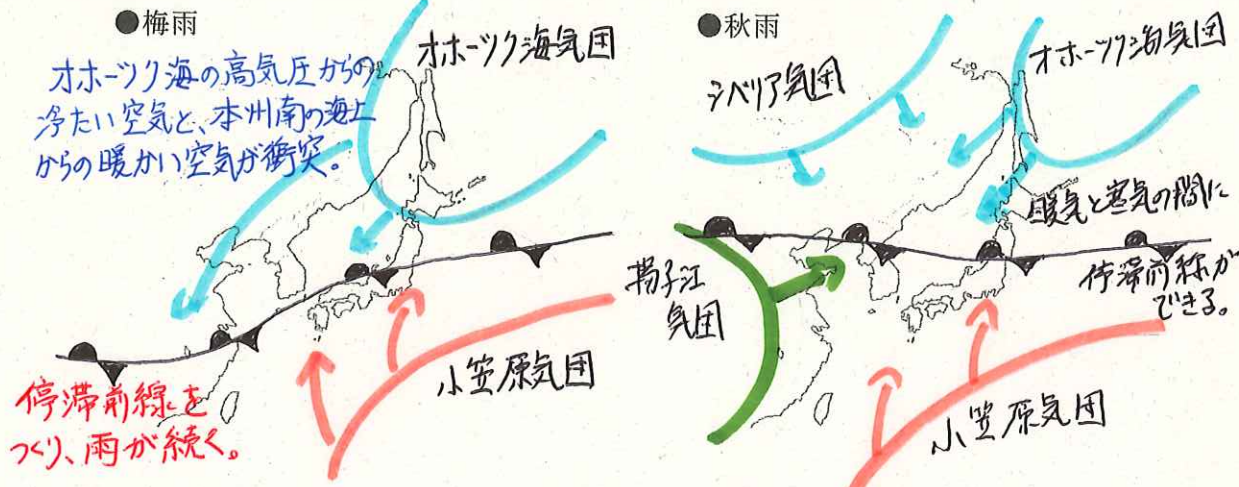 ●梅雨
オホーツク海の高気圧からの
冷たい空気と、本州南の海上
からの暖かい空気が衝突。
オホーツク海気団
小笠原気団
停滞前線を
つくり、雨が続く。
●秋雨
シベリア気団
オホーツク海気団
暖気と寒気の間に
停滞前線が
できる。
揚子江
気団
小笠原気団